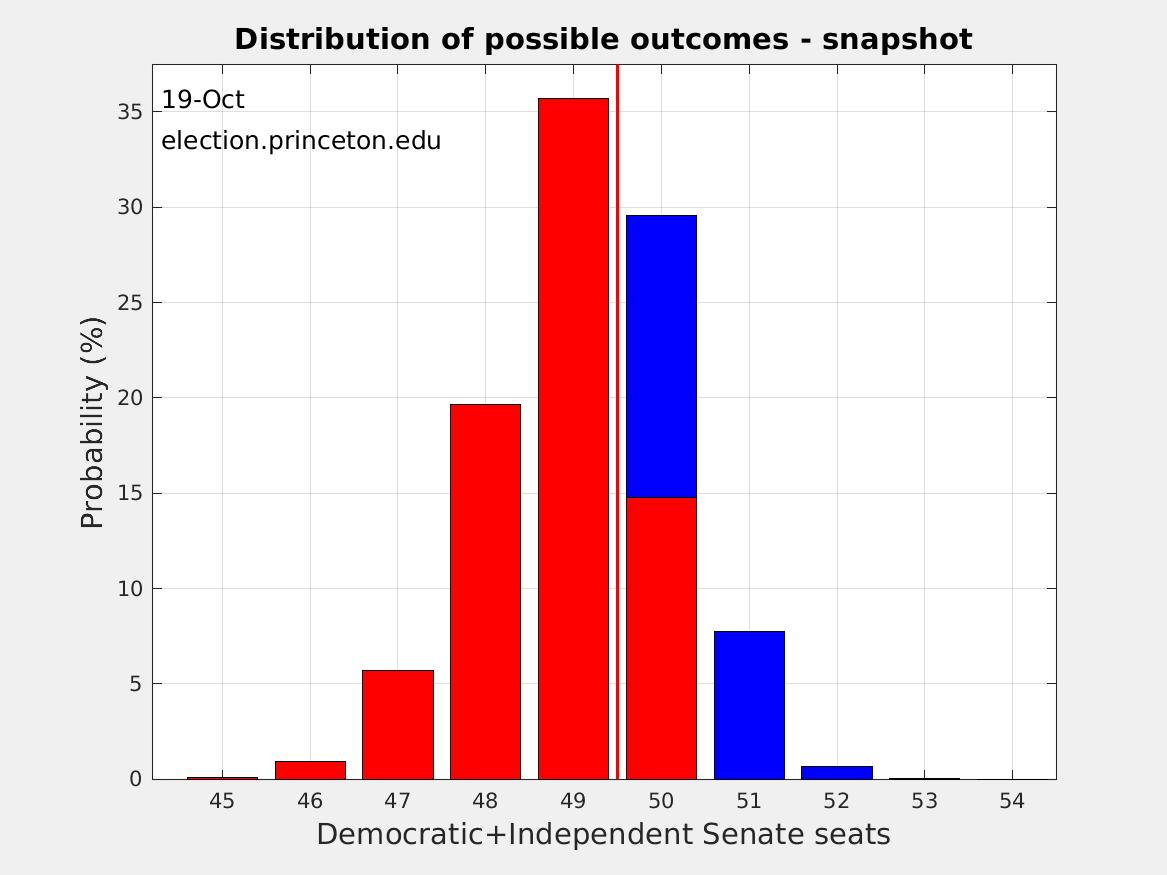 Distribution of possible outcomes - snapshot
19-Oct
election.princeton.edu
Probability (%)
35
30
25
20
15
10
5
0
45 46 47 48 49 50 51 52 53 54
Democratic+Independent Senate seats